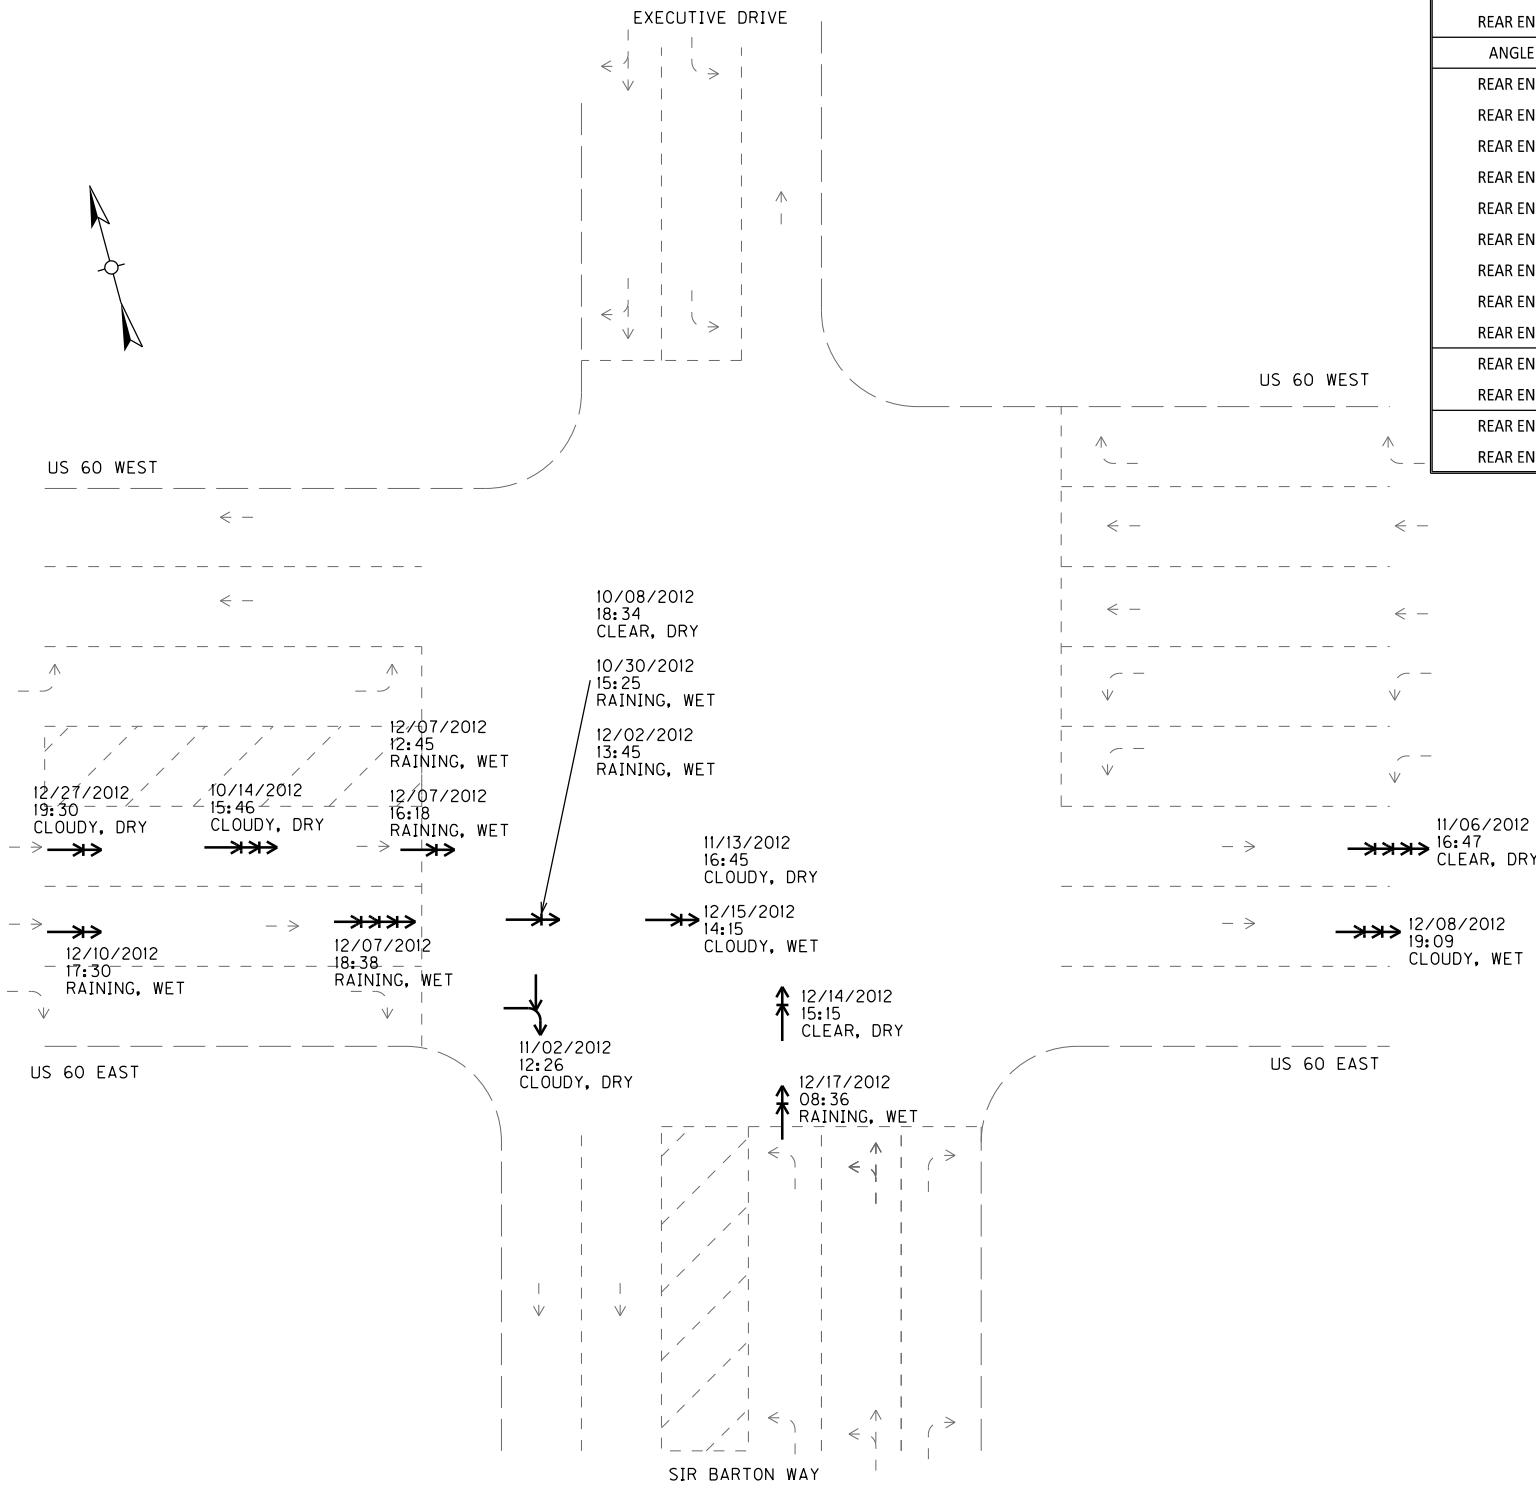 EXECUTIVE DRIVE
REAR EN
ANGLE
REAR EN
REAR EN
REAR EN
REAR EN
REAR EN
REAR EN
REAR EN
REAR EN
REAR EN
REAR EN
REAR EN
REAR EN
REAR EN
US 60 WEST
US 60 WEST
10/08/2012
18:34
CLEAR, DRY
10/30/2012
15:25
RAINING, WET
12/02/2012
13:45
RAINING, WET
12/07/2012
12:45
RAINING, WET
12/07/2012
16:18
RAINING, WET
12/27/2012
19:30
CLOUDY, DRY
10/14/2012
15:46
CLOUDY, DRY
11/13/2012
16:45
CLOUDY, DRY
12/15/2012
14:15
CLOUDY, WET
11/06/2012
16:47
CLEAR, DRY
12/08/2012
19:09
CLOUDY, WET
12/10/2012
17:30
RAINING, WET
12/07/2012
18:38
RAINING, WET
12/14/2012
15:15
CLEAR, DRY
11/02/2012
12:26
CLOUDY, DRY
12/17/2012
08:36
RAINING, WET
US 60 EAST
US 60 EAST
SIR BARTON WAY